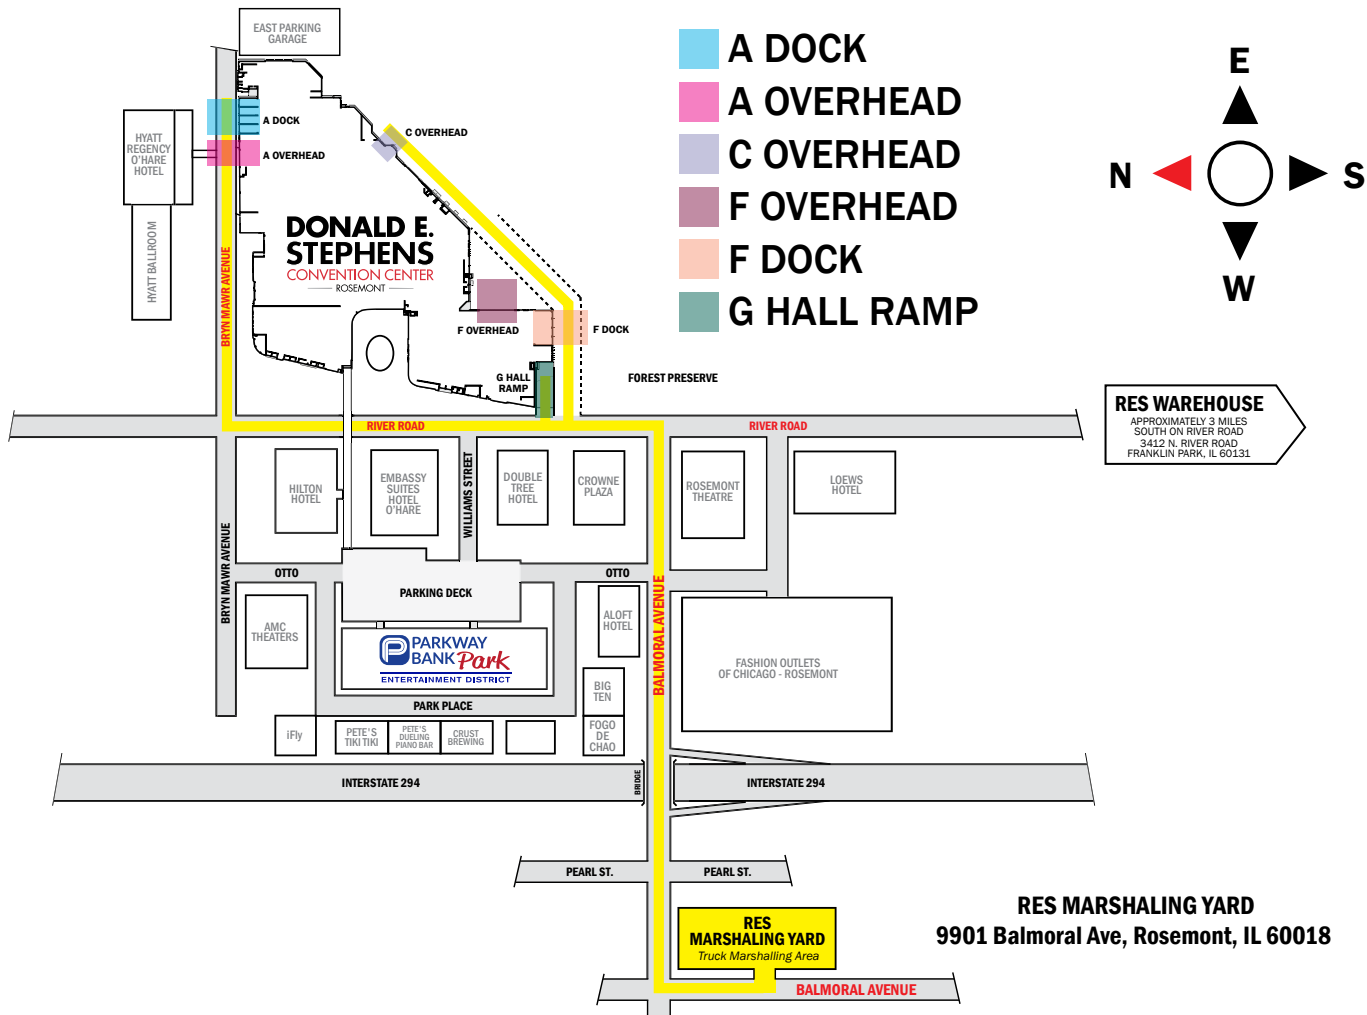 EAST PARKING
GARAGE
A DOCK
A OVERHEAD
C OVERHEAD
F OVERHEAD
F DOCK
G HALL RAMP
E
N
S
W
HYATT
REGENCY
O'HARE
HOTEL
HYATT BALLROOM
A DOCK
A OVERHEAD
C OVERHEAD
DONALD E.
STEPHENS
CONVENTION CENTER
ROSEMONT
BRYN MAWR AVENUE
F OVERHEAD
F DOCK
G HALL
RAMP
FOREST PRESERVE
RIVER ROAD
RIVER ROAD
RES WAREHOUSE
APPROXIMATELY 3 MILES
SOUTH ON RIVER ROAD
3412 N. RIVER ROAD
FRANKLIN PARK, IL 60131
HILTON
HOTEL
EMBASSY
SUITES
HOTEL
O'HARE
WILLIAMS STREET
DOUBLE
TREE
HOTEL
CROWNE
PLAZA
ROSEMONT
THEATRE
LOEWS
HOTEL
BRYN MAWR AVENUE
OTTO
PARKING DECK
OTTO
BALMORAL AVENUE
AMC
THEATERS
PARKWAY
BANK Park
ENTERTAINMENT DISTRICT
ALOFT
HOTEL
FASHION OUTLETS
OF CHICAGO - ROSEMONT
BIG
TEN
PARK PLACE
iFly
PETE'S
TIKI TIKI
PETE'S
DUELING
PIANO BAR
CRUST
BREWING
FOGO
DE
CHAO
INTERSTATE 294
BRIDGE
INTERSTATE 294
PEARL ST.
PEARL ST.
RES
MARSHALING YARD
Truck Marshalling Area
RES MARSHALING YARD
9901 Balmoral Ave, Rosemont, IL 60018
BALMORAL AVENUE